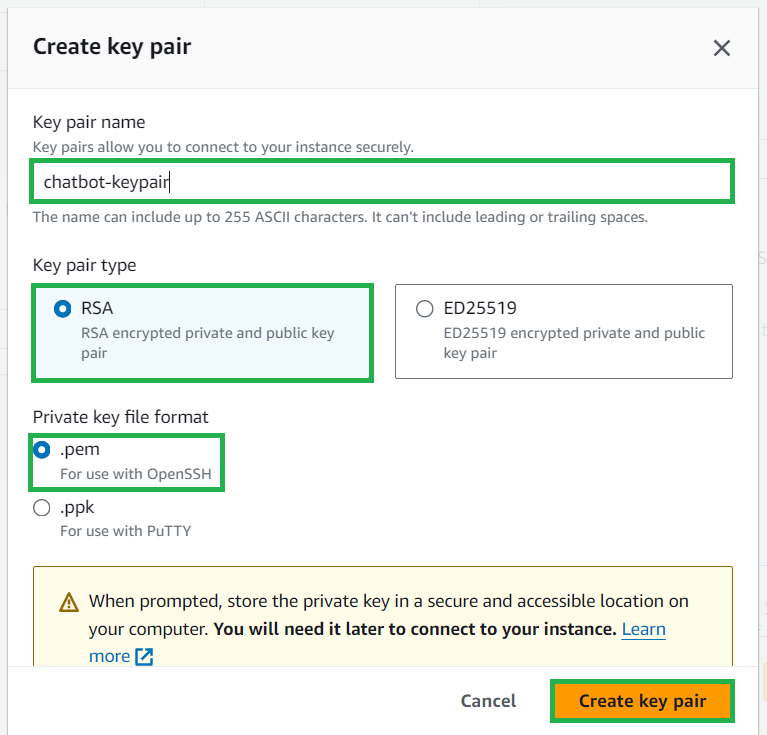 Create key pair
Key pair name
Key pairs allow you to connect to your instance securely.
chatbot-keypair
The name can include up to 255 ASCII characters. It can't include leading or trailing spaces.
Key pair type
RSA
RSA encrypted private and public key
pair
ED25519
ED25519 encrypted private and public
key pair
Private key file format
.pem
For use with OpenSSH
.ppk
For use with PuTTY
When prompted, store the private key in a secure and accessible location on
your computer. You will need it later to connect to your instance. Learn
more
Cancel
Create key pair